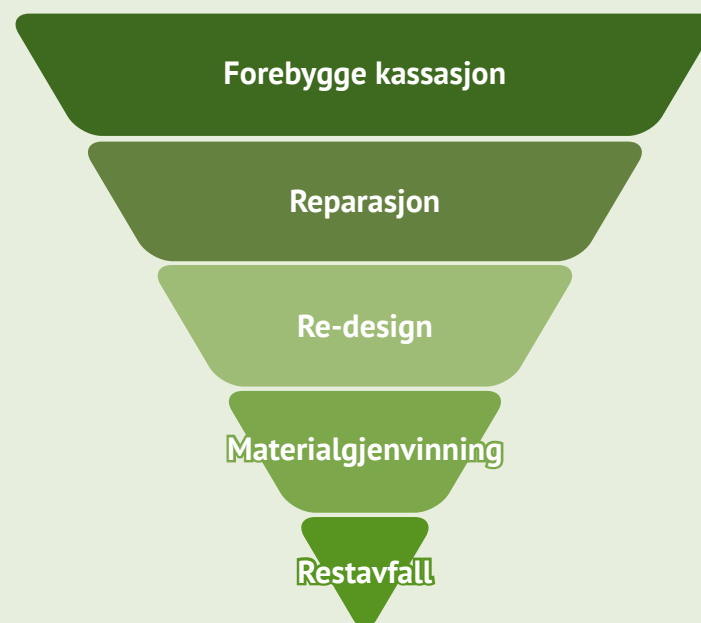 Forebygge kassasjon
Reparasjon
Re-design
Materialgjenvinning
Restavfall